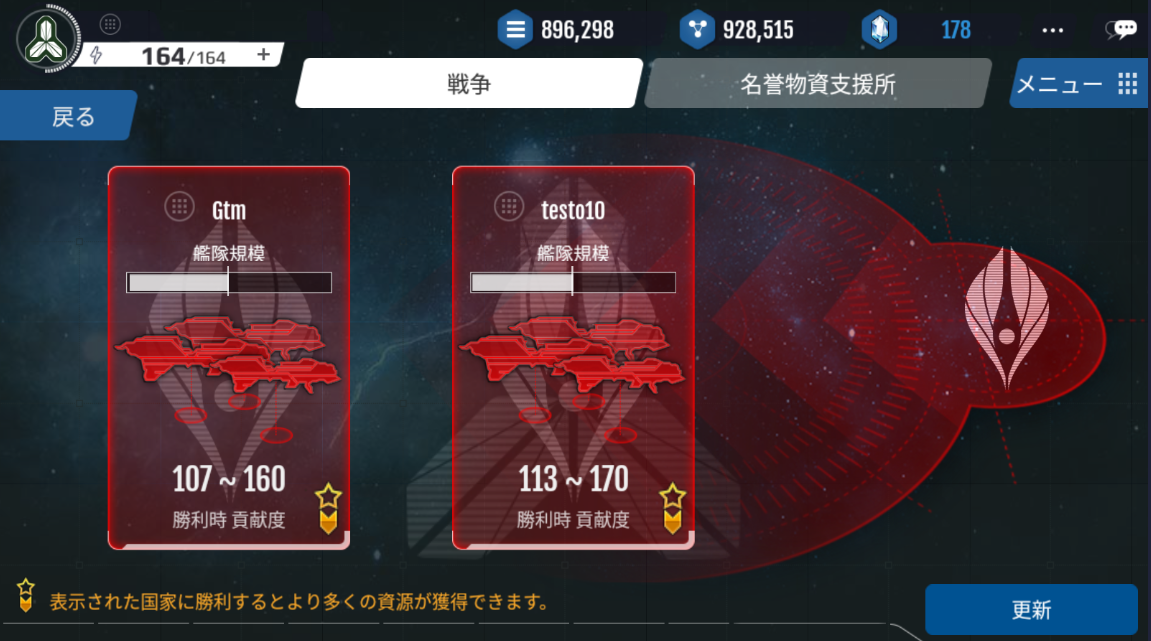 164/164 +
896,298
928,515
178
戦争
名誉物資支援所
メニュー
戻る
Gtm
艦隊規模
107 ~ 160
勝利時 貢献度
testo10
艦隊規模
113 ~ 170
勝利時 貢献度
表示された国家に勝利するとより多くの資源が獲得できます。
更新